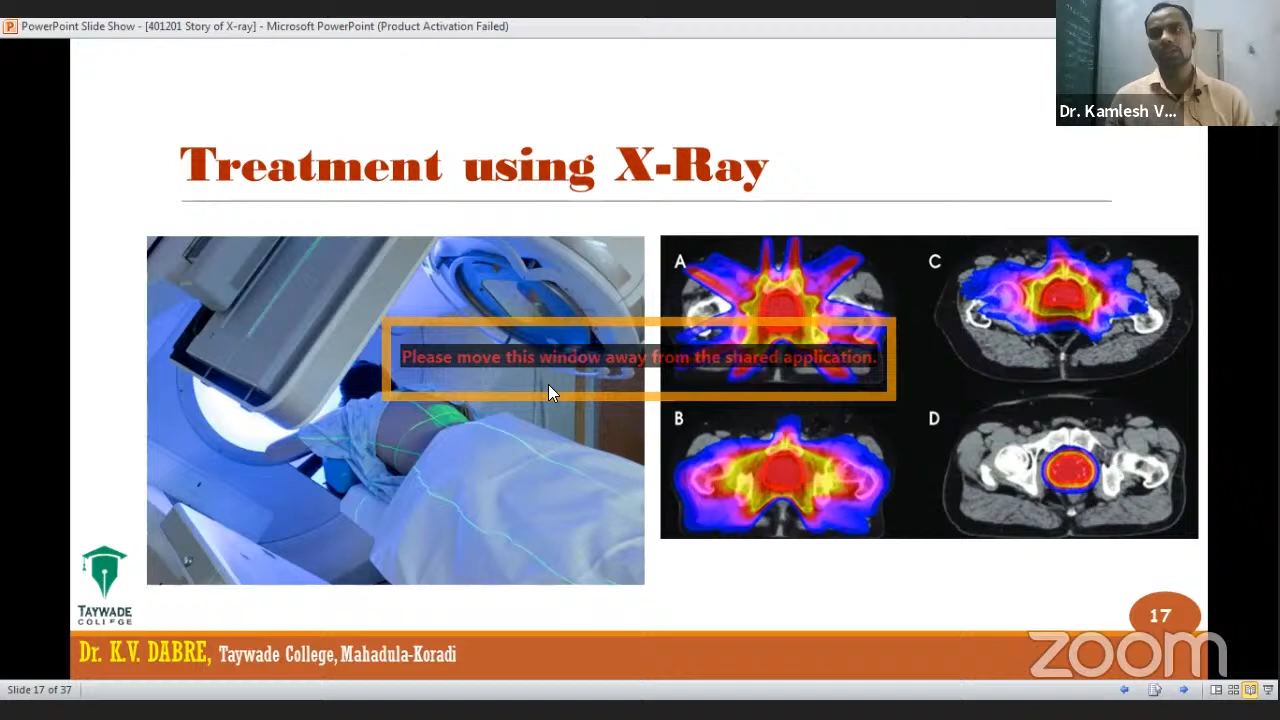 PowerPoint Slide Show - [401201 Story of X-ray] - Microsoft PowerPoint (Product Activation Failed)
Dr. Kamlesh V...
Treatment using X-Ray
A
C
Please move this window away from the shared application.
B
D
TAYWADE
COLLEGE
17
Dr. K.V. DABRE, Taywade College, Mahadula-Koradi
zoom
Slide 17 of 37